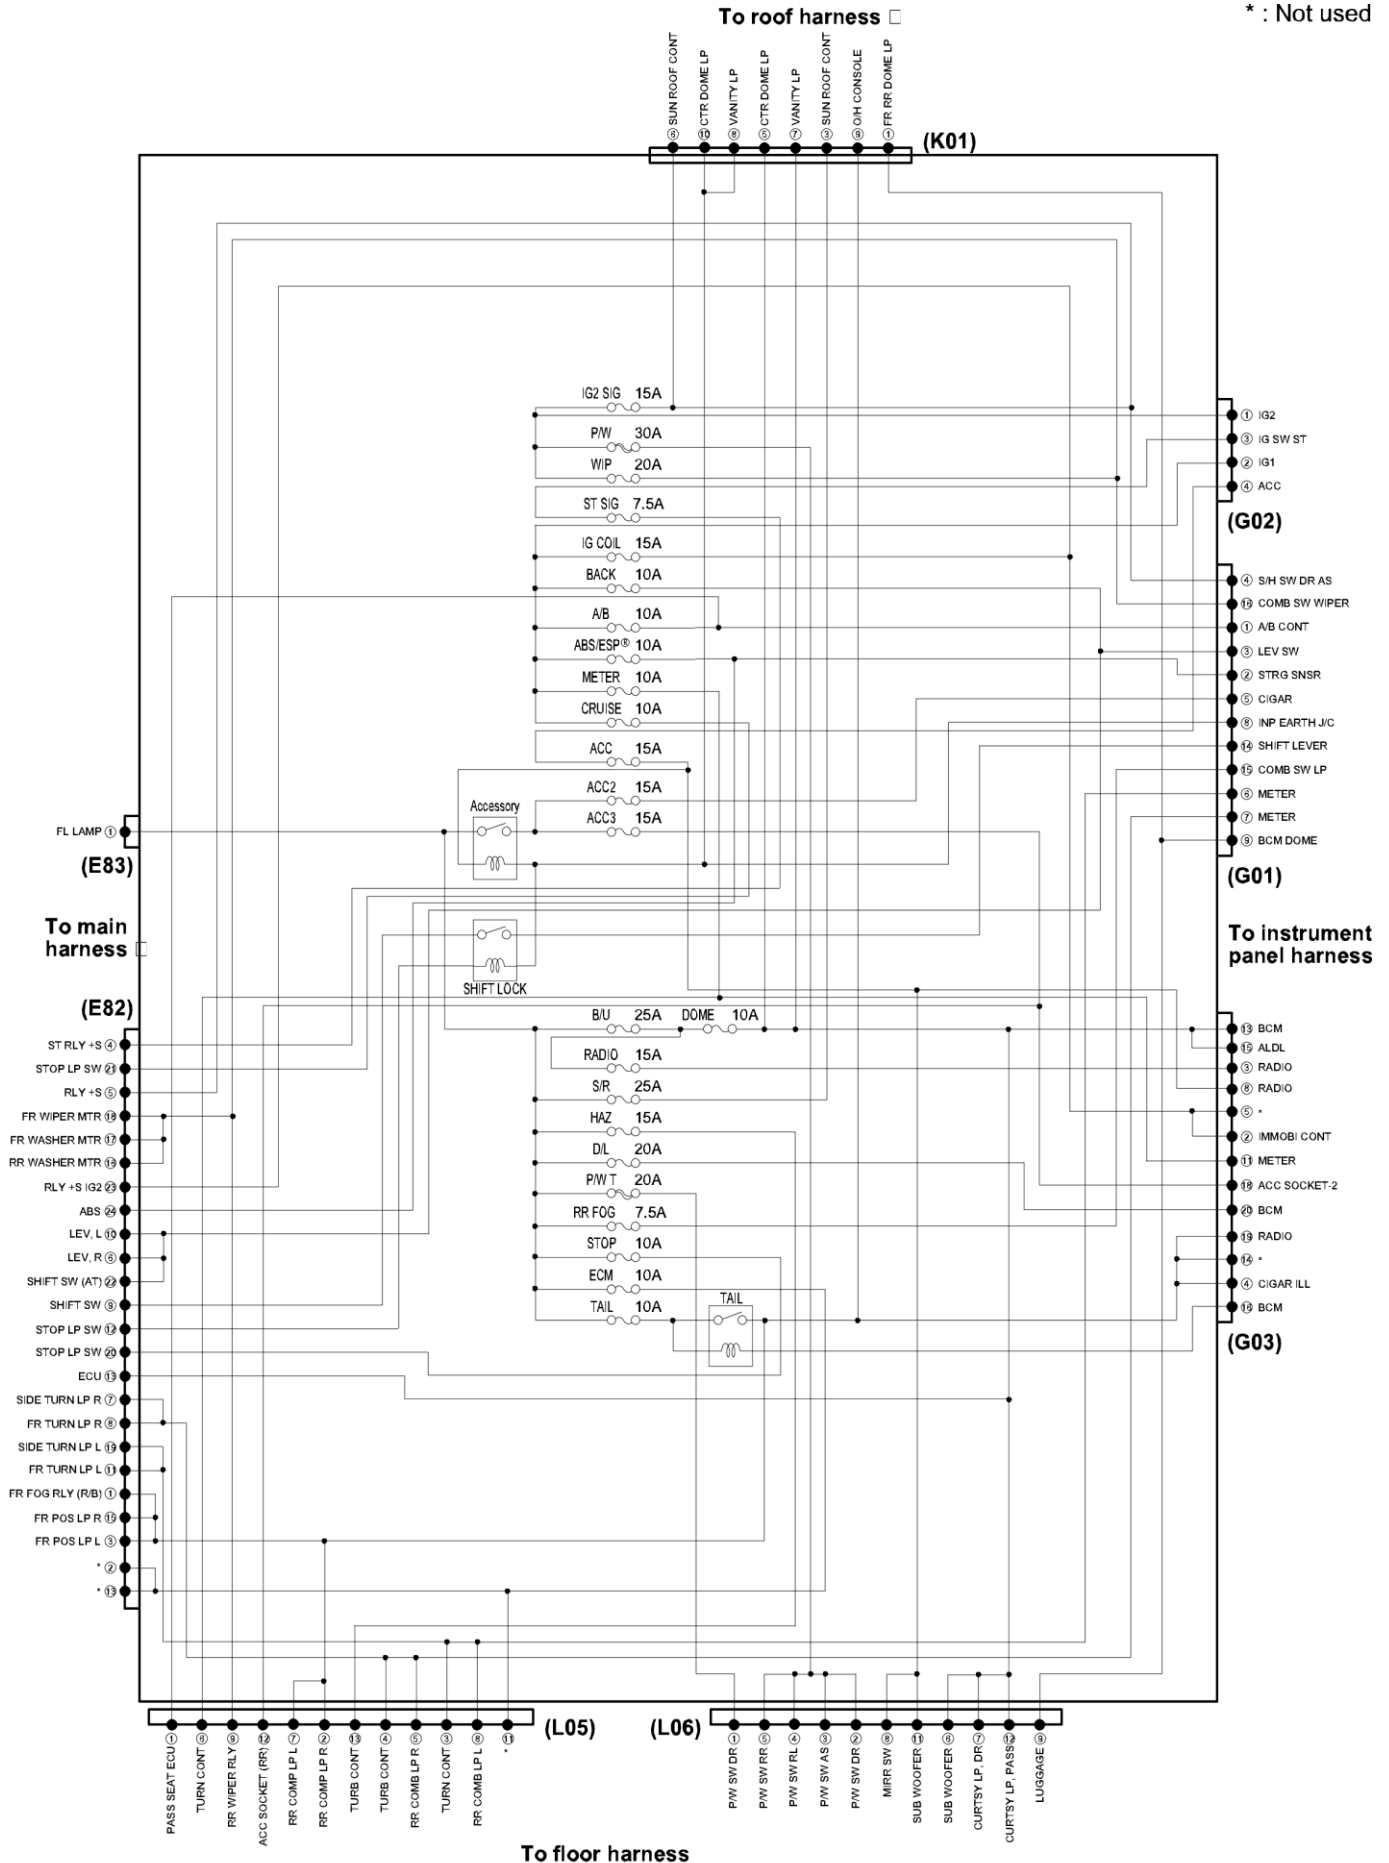 To roof harness
* : Not used
⑥ SUN ROOF CONT
⑩ CTR DOME LP
⑧ VANITY LP
⑤ CTR DOME LP
⑦ VANITY LP
③ SUN ROOF CONT
⑨ O/H CONSOLE
① FR RR DOME LP
(K01)
IG2 SIG 15A
P/W 30A
WIP 20A
ST SIG 7.5A
IG COIL 15A
BACK 10A
A/B 10A
ABS/ESP® 10A
METER 10A
CRUISE 10A
ACC 15A
ACC2 15A
ACC3 15A
Accessory
SHIFT LOCK
① IG2
③ IG SW ST
② IG1
④ ACC
(G02)
④ S/H SW DR AS
⑯ COMB SW WIPER
① A/B CONT
③ LEV SW
② STRG SNSR
⑤ CIGAR
⑧ INP EARTH J/C
⑭ SHIFT LEVER
⑮ COMB SW LP
⑥ METER
⑦ METER
⑨ BCM DOME
(G01)
FL LAMP ①
(E83)
To main
harness
To instrument
panel harness
(E82)
ST RLY +S ④
STOP LP SW ㉑
RLY +S ⑤
FR WIPER MTR ⑱
FR WASHER MTR ⑰
RR WASHER MTR ⑯
RLY +S IG2 ㉓
ABS ㉔
LEV, L ⑩
LEV, R ⑥
SHIFT SW (AT) ㉒
SHIFT SW ⑨
STOP LP SW ⑫
STOP LP SW ⑳
ECU ⑬
SIDE TURN LP R ⑦
FR TURN LP R ⑧
SIDE TURN LP L ⑲
FR TURN LP L ⑪
FR FOG RLY (R/B) ①
FR POS LP R ⑮
FR POS LP L ③
* ②
* ⑬
B/U 25A
DOME 10A
RADIO 15A
S/R 25A
HAZ 15A
D/L 20A
P/W T 20A
RR FOG 7.5A
STOP 10A
ECM 10A
TAIL 10A
TAIL
⑬ BCM
⑮ ALDL
③ RADIO
⑧ RADIO
⑤ *
② IMMOBI CONT
⑪ METER
⑱ ACC SOCKET-2
⑳ BCM
⑲ RADIO
⑭ *
④ CIGAR ILL
⑯ BCM
(G03)
① PASS SEAT ECU
⑥ TURN CONT
⑨ RR WIPER RLY
⑫ ACC SOCKET (RR)
⑦ RR COMP LP L
② RR COMP LP R
⑬ TURB CONT
④ TURB CONT
⑤ RR COMB LP R
③ TURN CONT
⑧ RR COMB LP L
⑪ *
(L05)
(L06)
① P/W SW DR
⑤ P/W SW RR
④ P/W SW RL
③ P/W SW AS
② P/W SW DR
⑧ MIRR SW
⑪ SUB WOOFER
⑥ SUB WOOFER
⑦ CURTSY LP, DR
⑫ CURTSY LP, PASS
⑨ LUGGAGE
To floor harness